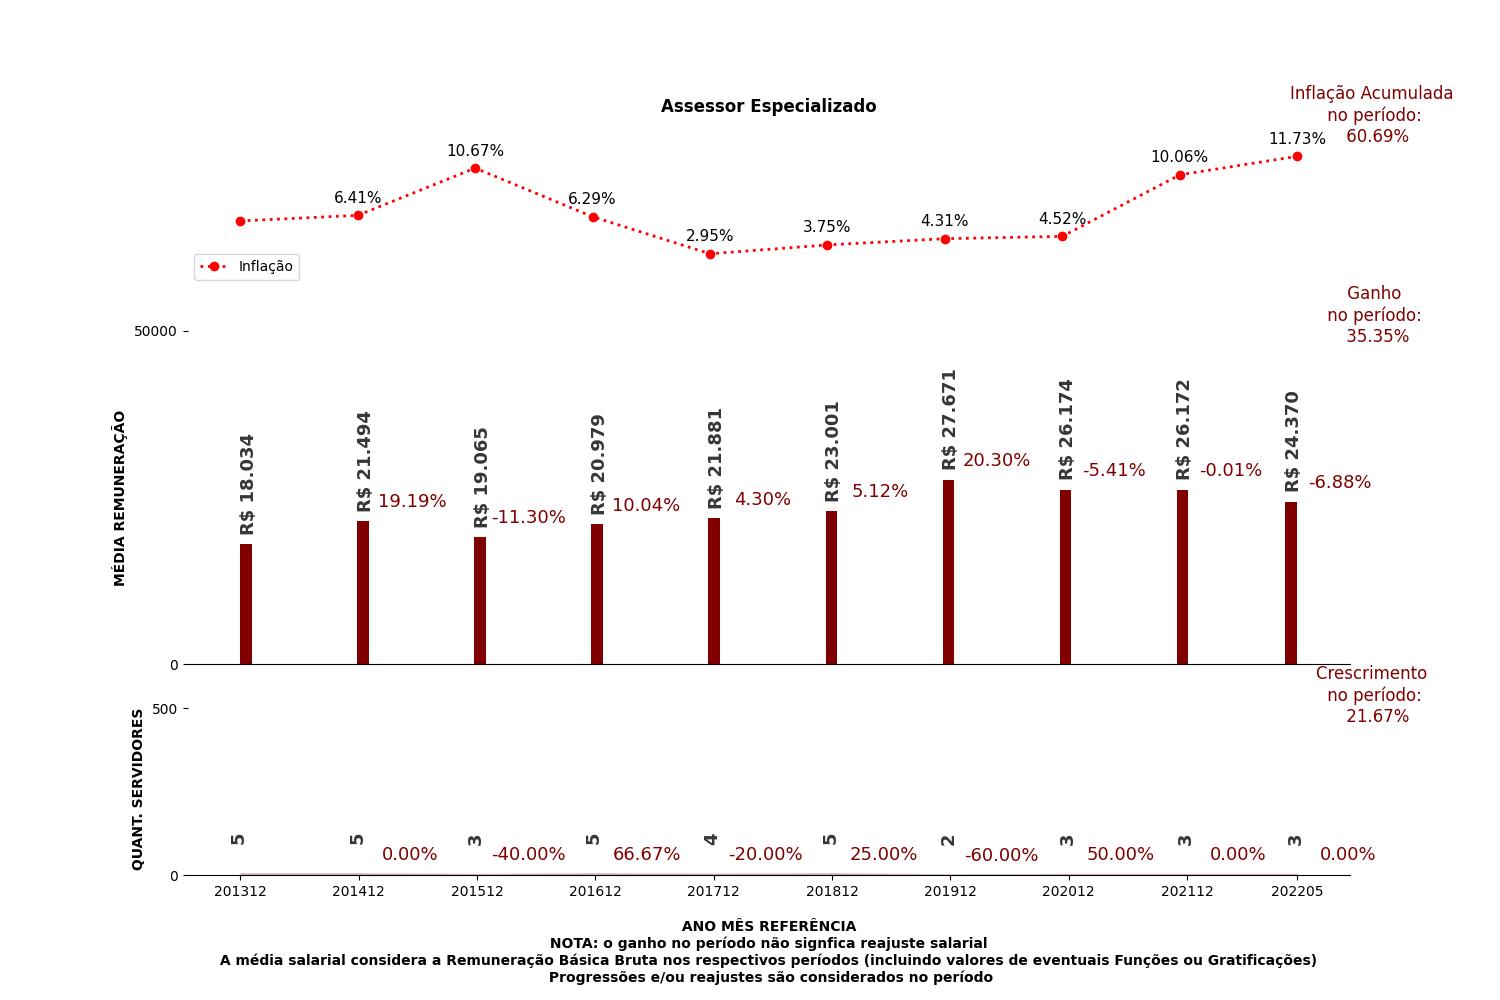 Assessor Especializado
Inflação Acumulada
no período:
60.69%
6.41%
10.67%
6.29%
2.95%
3.75%
4.31%
4.52%
10.06%
11.73%
Inflação
Ganho
no período:
35.35%
MÉDIA REMUNERAÇÃO
50000
0
R$ 18.034
R$ 21.494
19.19%
R$ 19.065
-11.30%
R$ 20.979
10.04%
R$ 21.881
4.30%
R$ 23.001
5.12%
R$ 27.671
20.30%
R$ 26.174
-5.41%
R$ 26.172
-0.01%
R$ 24.370
-6.88%
Crescrimento
no período:
21.67%
QUANT. SERVIDORES
500
0
5
5
0.00%
3
-40.00%
5
66.67%
4
-20.00%
5
25.00%
2
-60.00%
3
50.00%
3
0.00%
3
0.00%
201312
201412
201512
201612
201712
201812
201912
202012
202112
202205
ANO MÊS REFERÊNCIA
NOTA: o ganho no período não signfica reajuste salarial
A média salarial considera a Remuneração Básica Bruta nos respectivos períodos (incluindo valores de eventuais Funções ou Gratificações)
Progressões e/ou reajustes são considerados no período